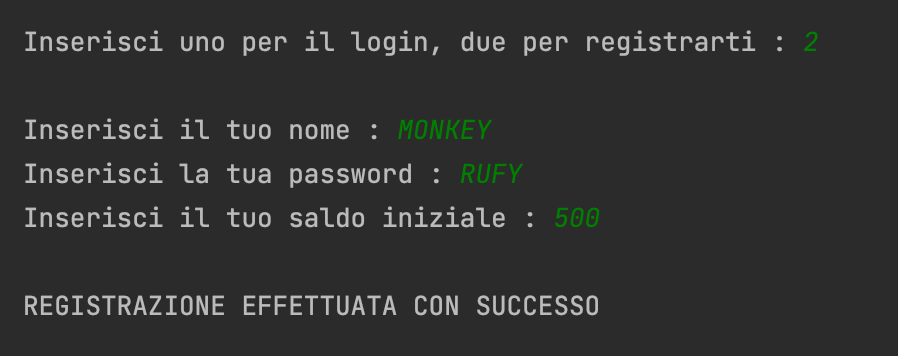 Inserisci uno per il login, due per registrarti : 2
Inserisci il tuo nome : MONKEY
Inserisci la tua password : RUFY
Inserisci il tuo saldo iniziale : 500
REGISTRAZIONE EFFETTUATA CON SUCCESSO